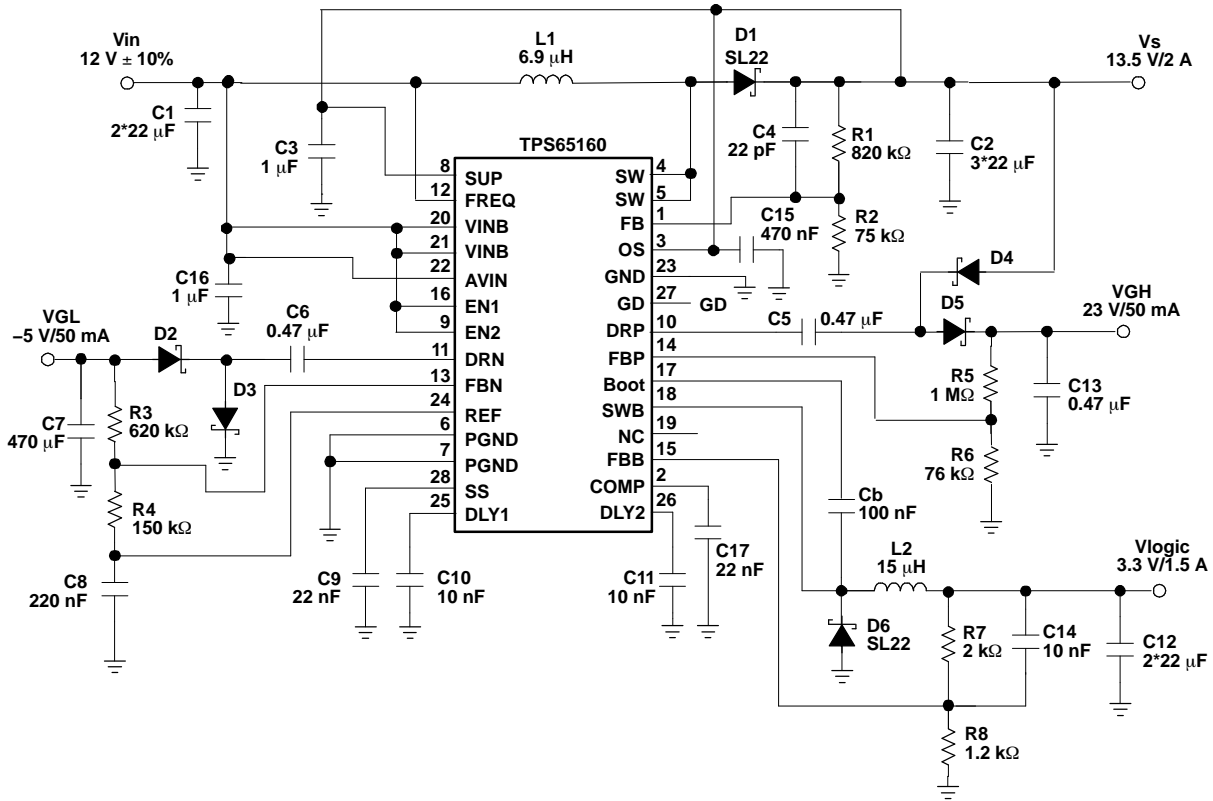 Vin
12 V ± 10%
L1
6.9 μH
D1
SL22
Vs
13.5 V/2 A
C1
2*22 μF
C3
1 μF
TPS65160
C4
22 pF
R1
820 kΩ
C2
3*22 μF
8
SUP
12
FREQ
20
VINB
21
VINB
22
AVIN
16
EN1
9
EN2
11
DRN
13
FBN
24
REF
6
PGND
7
PGND
28
SS
25
DLY1
4
SW
5
SW
1
FB
3
OS
23
GND
27
GD
GD
10
DRP
14
FBP
17
Boot
18
SWB
19
NC
15
FBB
2
COMP
26
DLY2
C15
470 nF
R2
75 kΩ
D4
D5
C16
1 μF
VGL
–5 V/50 mA
D2
C6
0.47 μF
D3
C7
470 μF
R3
620 kΩ
R4
150 kΩ
C8
220 nF
C9
22 nF
C10
10 nF
C11
10 nF
C17
22 nF
C5
0.47 μF
VGH
23 V/50 mA
R5
1 MΩ
C13
0.47 μF
R6
76 kΩ
Cb
100 nF
L2
15 μH
Vlogic
3.3 V/1.5 A
D6
SL22
R7
2 kΩ
C14
10 nF
C12
2*22 μF
R8
1.2 kΩ